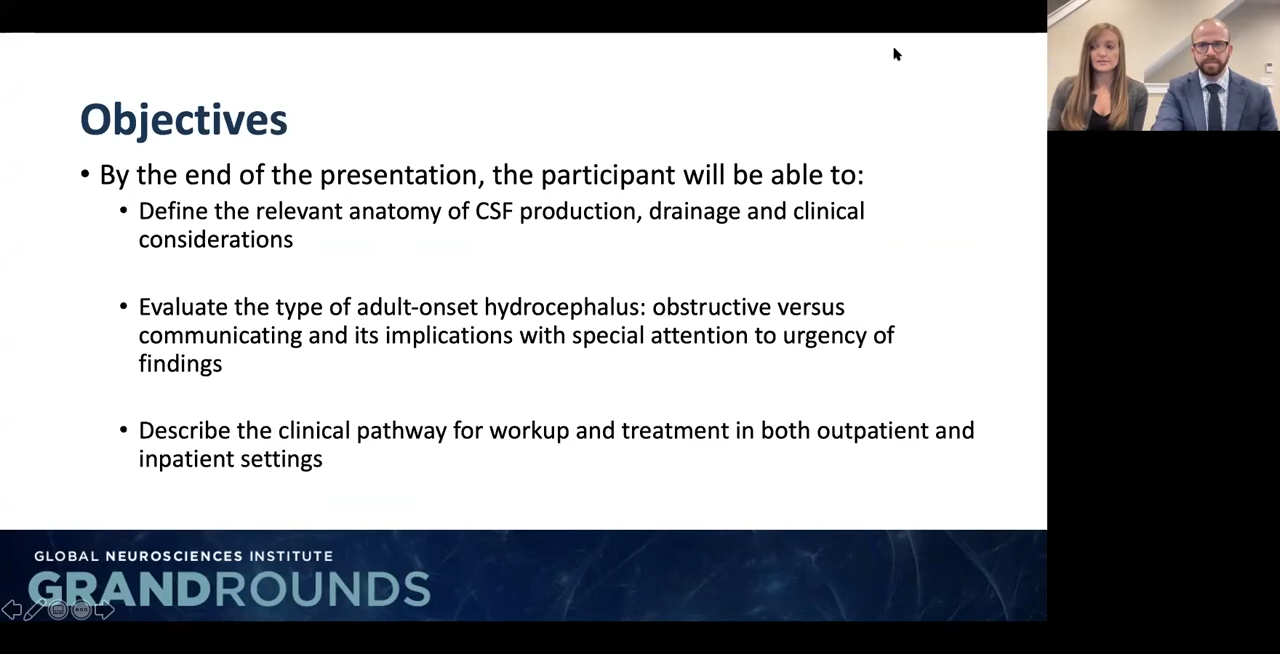 Objectives
• By the end of the presentation, the participant will be able to:
• Define the relevant anatomy of CSF production, drainage and clinical
considerations
• Evaluate the type of adult-onset hydrocephalus: obstructive versus
communicating and its implications with special attention to urgency of
findings
• Describe the clinical pathway for workup and treatment in both outpatient and
inpatient settings
GLOBAL NEUROSCIENCES INSTITUTE
GRANDROUNDS